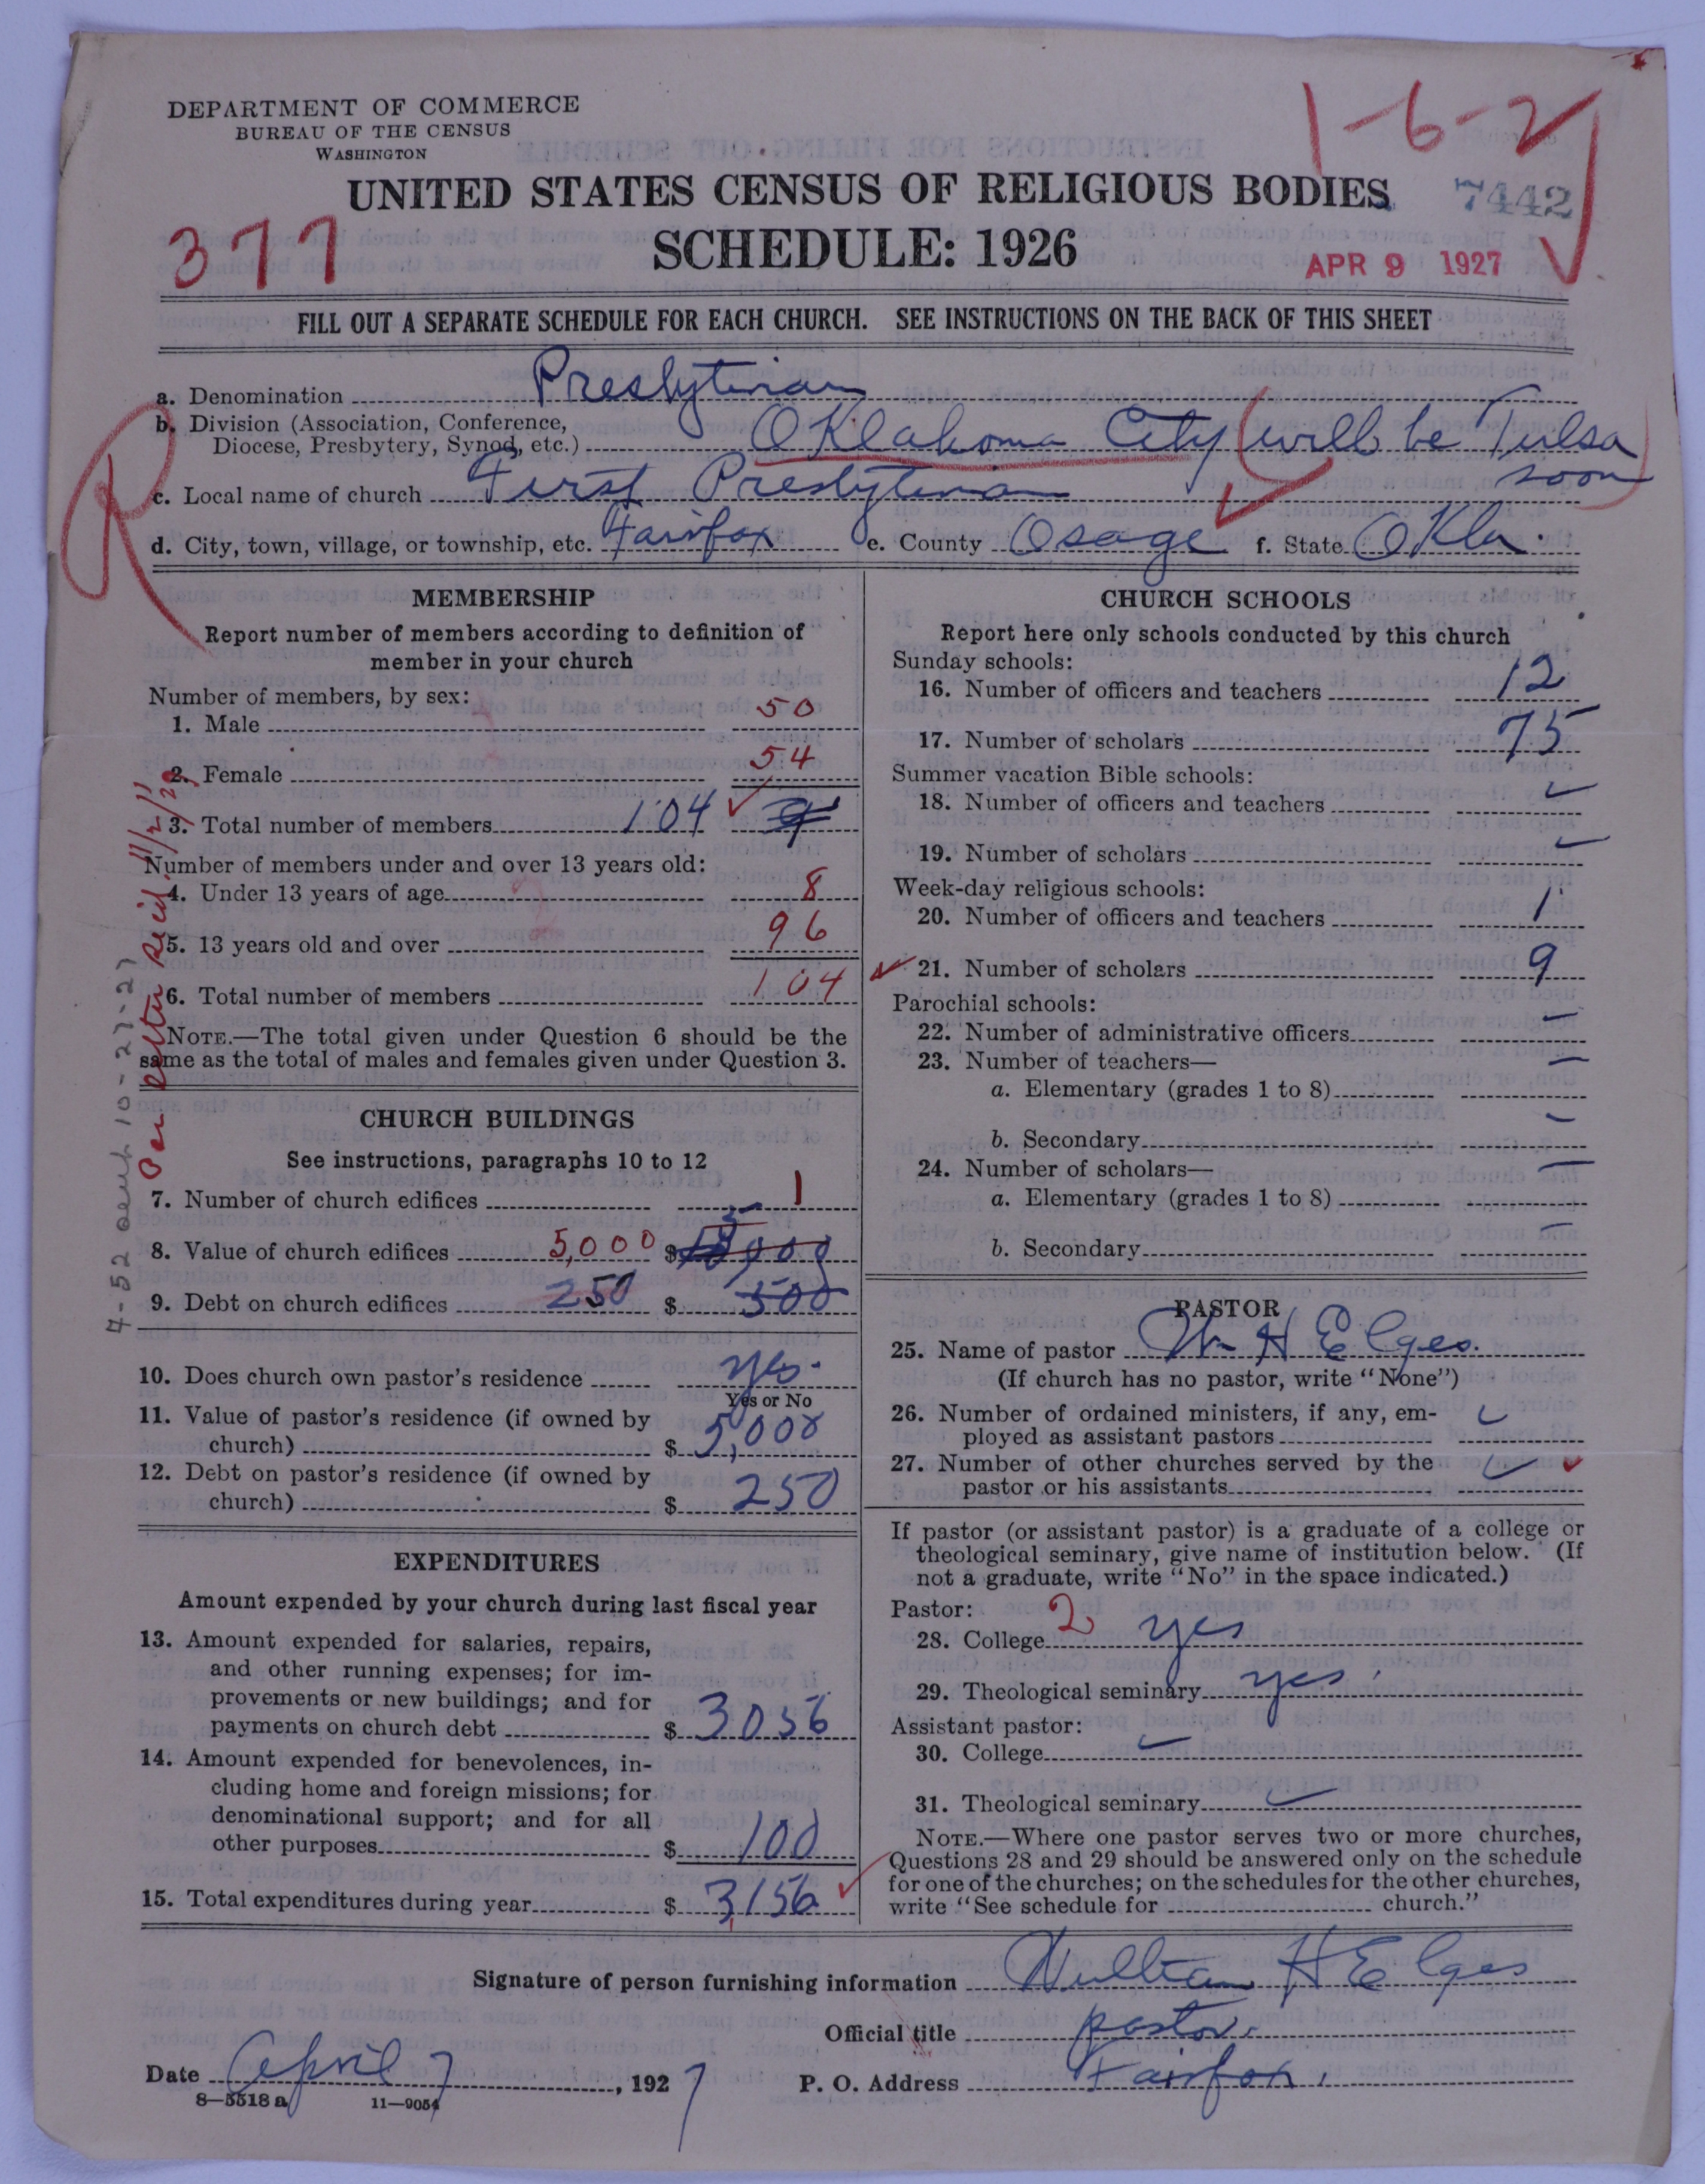 DEPARTMENT OF COMMERCE
BUREAU OF THE CENSUS
WASHINGTON
1-6-2
UNITED STATES CENSUS OF RELIGIOUS BODIES
7442
377
SCHEDULE: 1926
APR 9 1927
FILL OUT A SEPARATE SCHEDULE FOR EACH CHURCH. SEE INSTRUCTIONS ON THE BACK OF THIS SHEET
R
a. Denomination Presbyterian
b. Division (Association, Conference,
Diocese, Presbytery, Synod, etc.) Oklahoma City (will be Tulsa
soon)
c. Local name of church First Presbyterian
d. City, town, village, or township, etc. Fairfax e. County Osage f. State Okla.
MEMBERSHIP
Report number of members according to definition of
member in your church
Number of members, by sex:
1. Male 50
2. Female 54
3. Total number of members 104
Number of members under and over 13 years old:
4. Under 13 years of age 8
5. 13 years old and over 96
6. Total number of members 104
NOTE.—The total given under Question 6 should be the
same as the total of males and females given under Question 3.
Per letter Rec'd. 11/2/27
10-27-27
CHURCH BUILDINGS
See instructions, paragraphs 10 to 12
7. Number of church edifices 1
8. Value of church edifices 5,000 $
9. Debt on church edifices 250 $ 500
10. Does church own pastor's residence yes.
Yes or No
11. Value of pastor's residence (if owned by
church) $ 5,000
12. Debt on pastor's residence (if owned by
church) $ 250
EXPENDITURES
Amount expended by your church during last fiscal year
13. Amount expended for salaries, repairs,
and other running expenses; for im-
provements or new buildings; and for
payments on church debt $ 3056
14. Amount expended for benevolences, in-
cluding home and foreign missions; for
denominational support; and for all
other purposes $ 100
15. Total expenditures during year $ 3,156
CHURCH SCHOOLS
Report here only schools conducted by this church
Sunday schools:
16. Number of officers and teachers 12
17. Number of scholars 75
Summer vacation Bible schools:
18. Number of officers and teachers
19. Number of scholars
Week-day religious schools:
20. Number of officers and teachers 1
21. Number of scholars 9
Parochial schools:
22. Number of administrative officers —
23. Number of teachers—
a. Elementary (grades 1 to 8) —
b. Secondary —
24. Number of scholars—
a. Elementary (grades 1 to 8) —
b. Secondary —
PASTOR
25. Name of pastor Wm H Elges.
(If church has no pastor, write "None")
26. Number of ordained ministers, if any, em-
ployed as assistant pastors
27. Number of other churches served by the
pastor or his assistants
If pastor (or assistant pastor) is a graduate of a college or
theological seminary, give name of institution below. (If
not a graduate, write "No" in the space indicated.)
Pastor:
28. College 2 yes
29. Theological seminary yes.
Assistant pastor:
30. College
31. Theological seminary
NOTE.—Where one pastor serves two or more churches,
Questions 28 and 29 should be answered only on the schedule
for one of the churches; on the schedules for the other churches,
write "See schedule for church."
Signature of person furnishing information William H Elges
Official title pastor.
Date April 7, 1927 P. O. Address Fairfax.
8—5518 a 11—9054